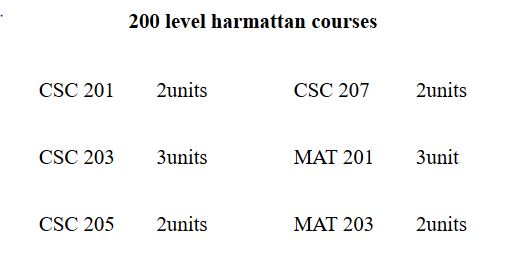 200 level harmattan courses
CSC 201 2units CSC 207 2units
CSC 203 3units MAT 201 3unit
CSC 205 2units MAT 203 2units